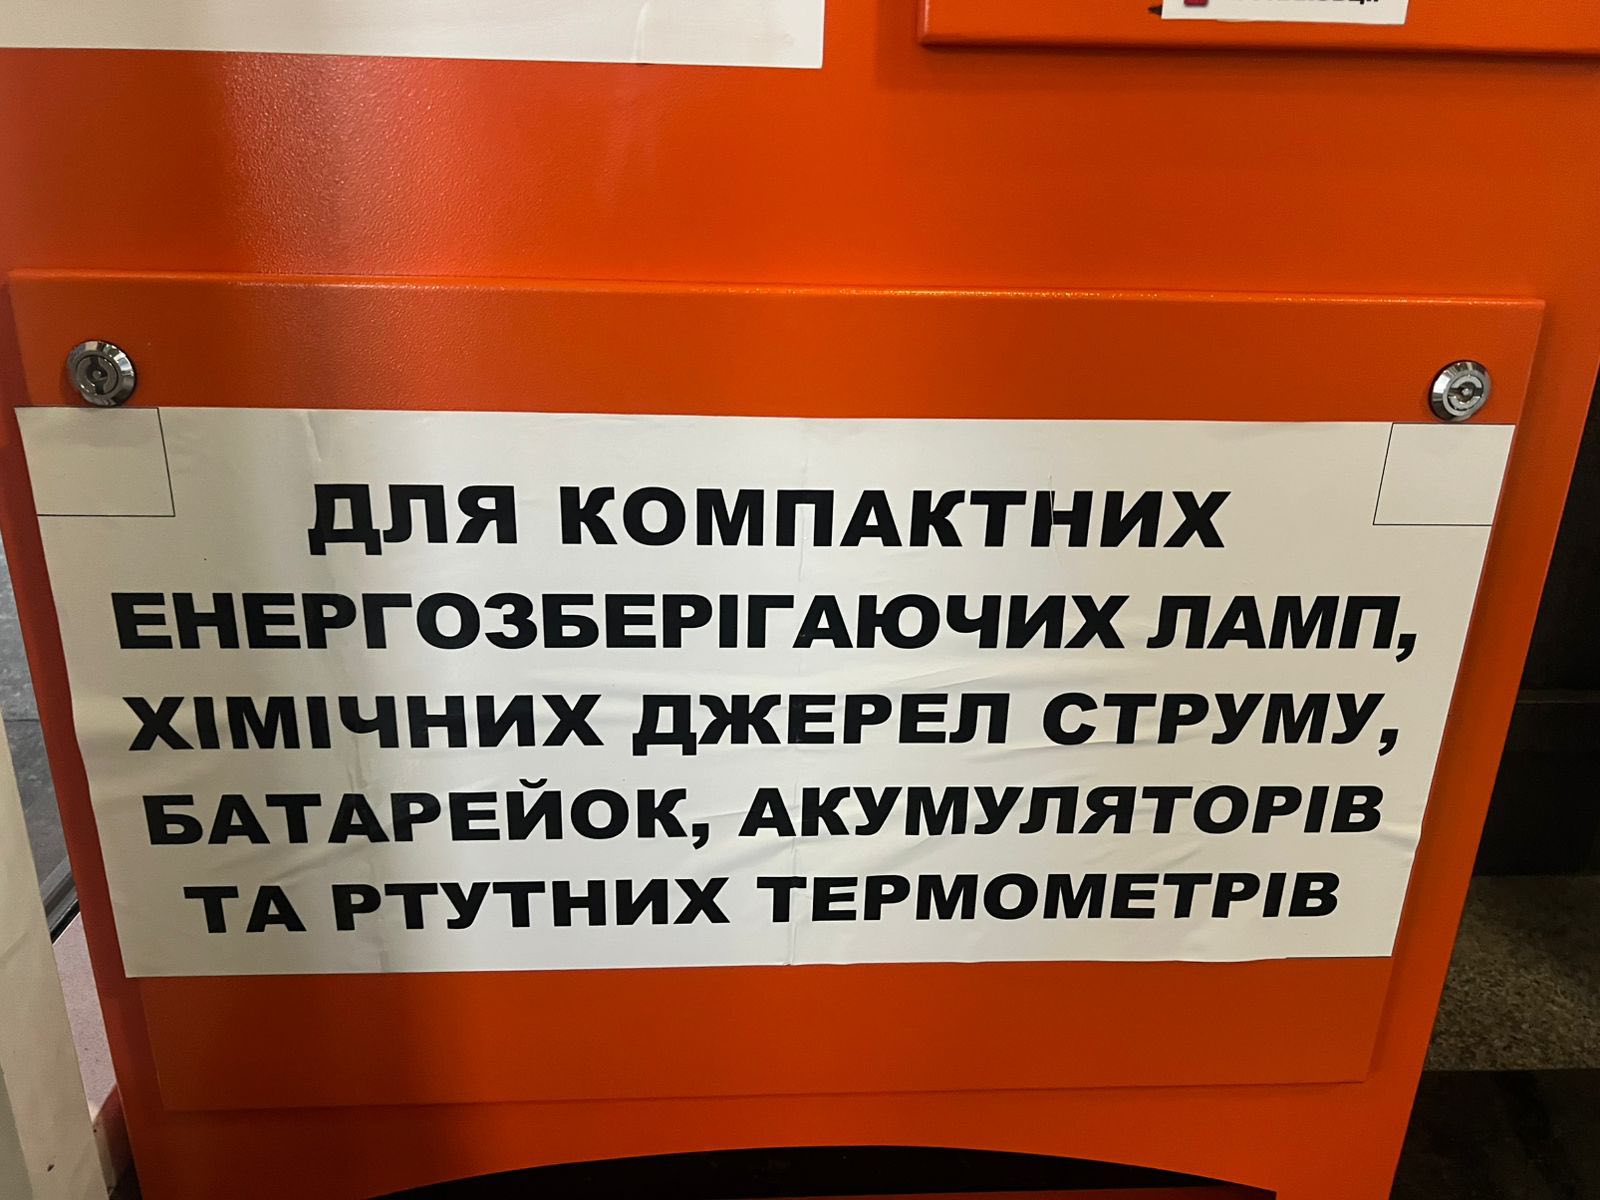 ДЛЯ КОМПАКТНИХ
ЕНЕРГОЗБЕРІГАЮЧИХ ЛАМП,
ХІМІЧНИХ ДЖЕРЕЛ СТРУМУ,
БАТАРЕЙОК, АКУМУЛЯТОРІВ
ТА РТУТНИХ ТЕРМОМЕТРІВ